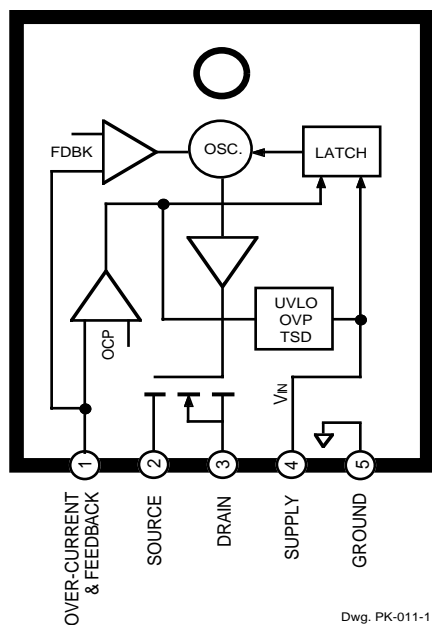 FDBK
OSC.
LATCH
UVLO
OVP
TSD
OCP
VIN
1
2
3
4
5
OVER-CURRENT
& FEEDBACK
SOURCE
DRAIN
SUPPLY
GROUND
Dwg. PK-011-1